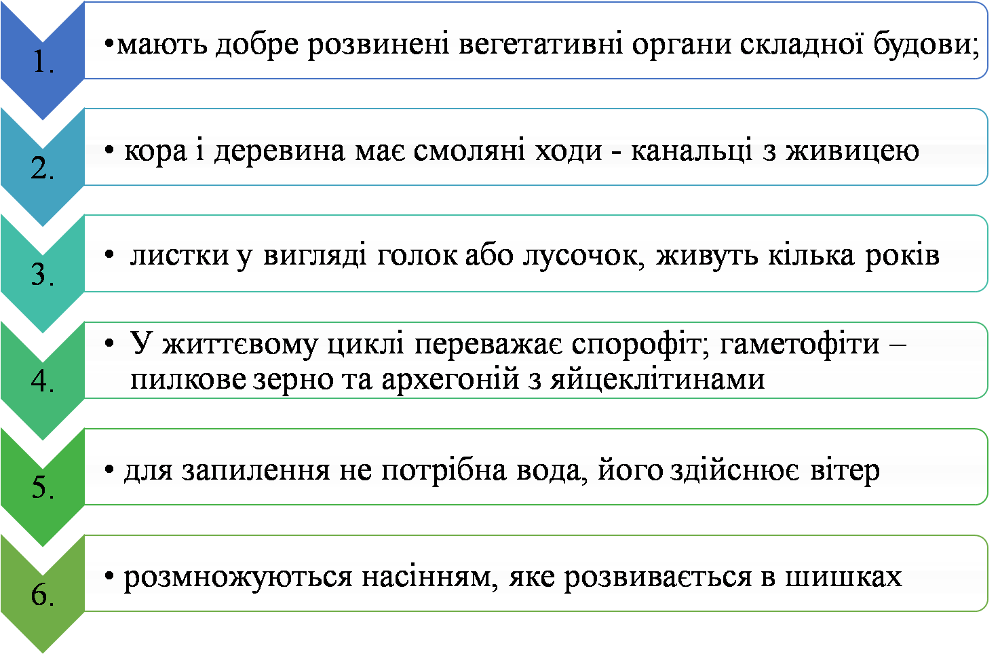 1.
•мають добре розвинені вегетативні органи складної будови;
2.
• кора і деревина має смоляні ходи - канальці з живицею
3.
• листки у вигляді голок або лусочок, живуть кілька років
4.
• У життєвому циклі переважає спорофіт; гаметофіти –
пилкове зерно та архегоній з яйцеклітинами
5.
• для запилення не потрібна вода, його здійснює вітер
6.
• розмножуються насінням, яке розвивається в шишках